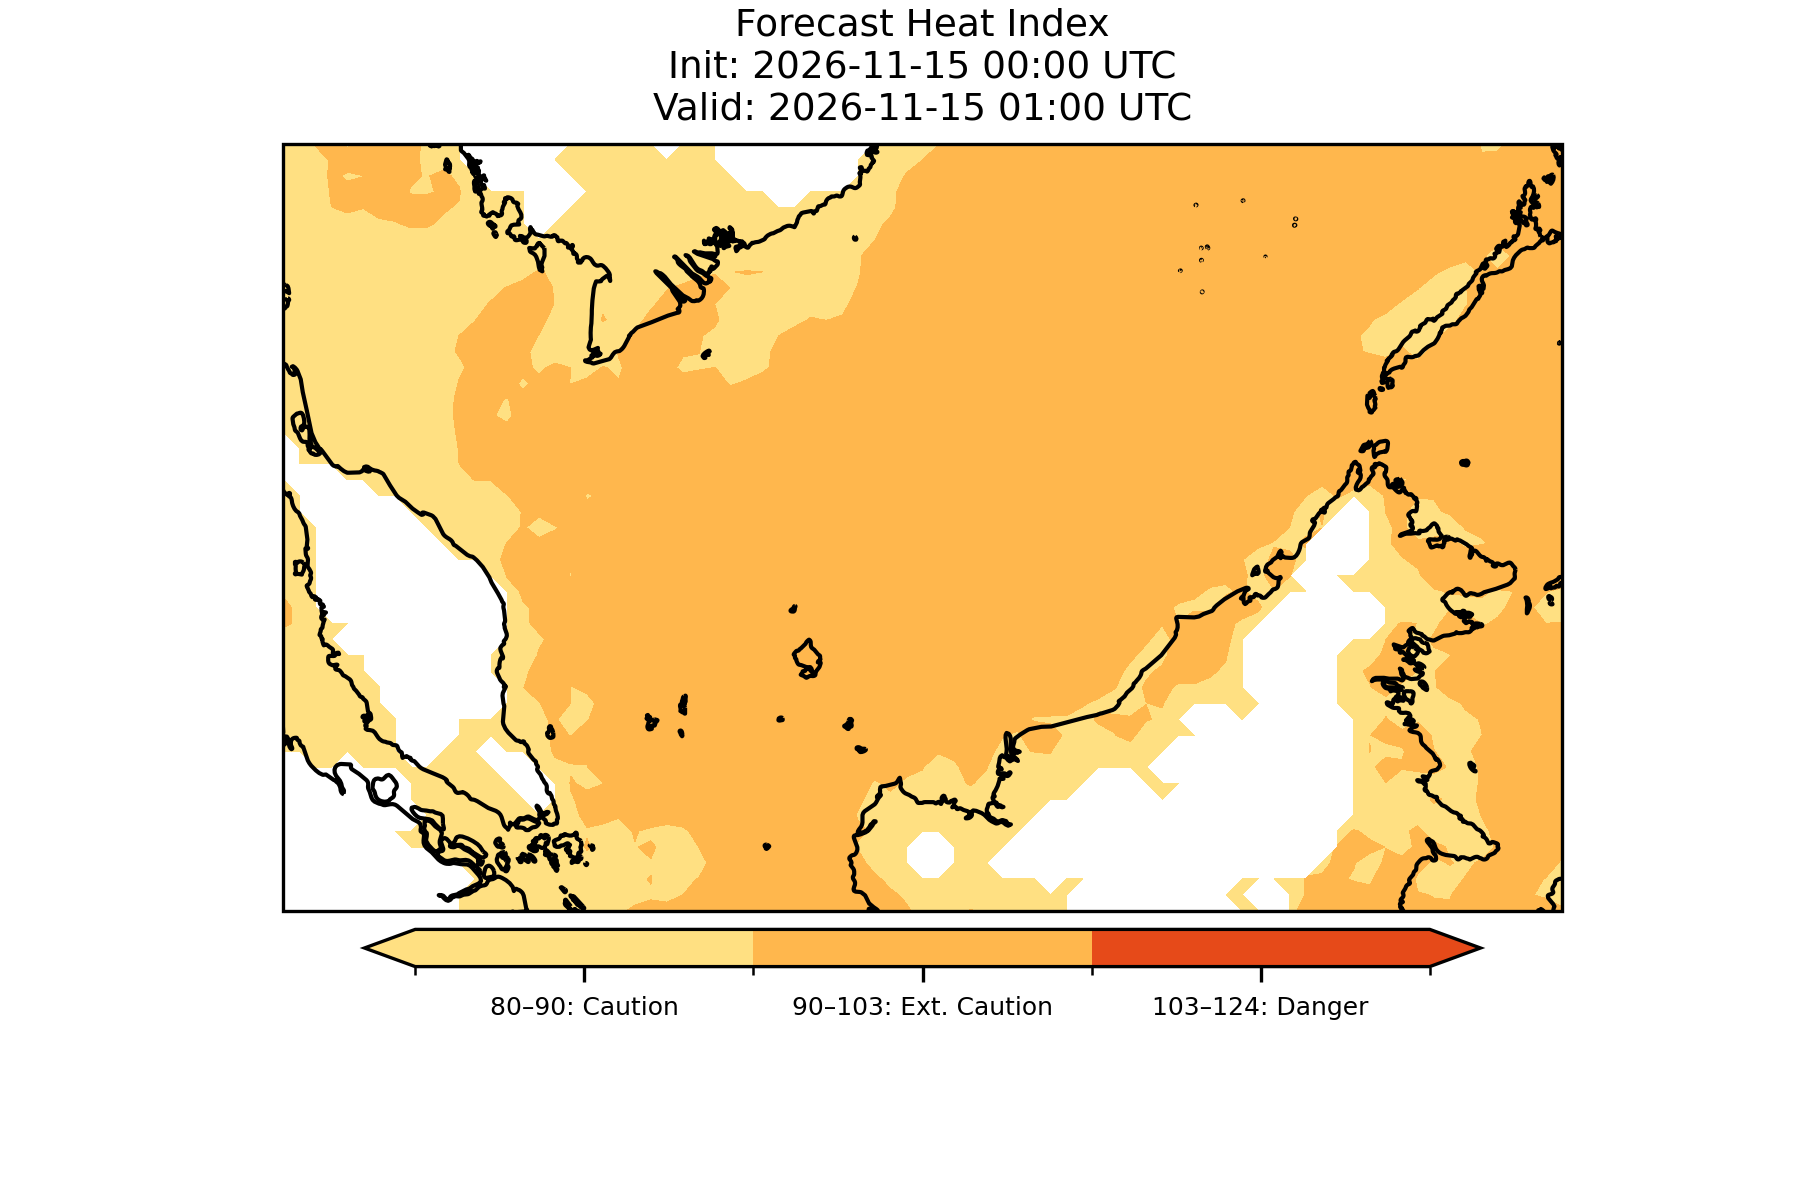 Forecast Heat Index
Init: 2026-11-15 00:00 UTC
Valid: 2026-11-15 01:00 UTC
80–90: Caution
90–103: Ext. Caution
103–124: Danger